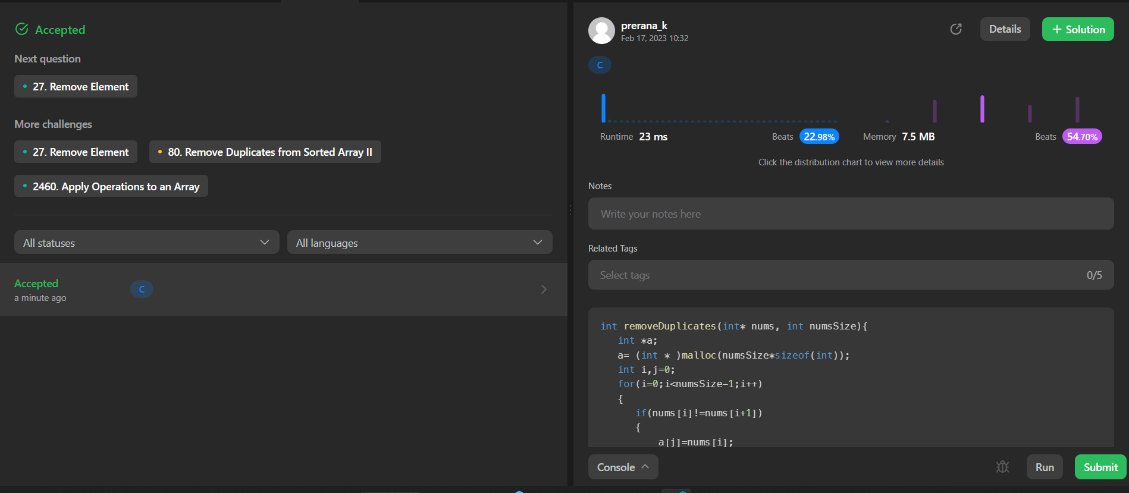 Accepted
Next question
27. Remove Element
More challenges
27. Remove Element
80. Remove Duplicates from Sorted Array II
2460. Apply Operations to an Array
All statuses
All languages
Accepted
a minute ago
C
prerana_k
Feb 17, 2023 10:32
Details
+ Solution
C
Runtime 23 ms
Beats 22.98%
Memory 7.5 MB
Beats 54.70%
Click the distribution chart to view more details
Notes
Write your notes here
Related Tags
Select tags
0/5
int removeDuplicates(int* nums, int numsSize){
int *a;
a= (int * )malloc(numsSize*sizeof(int));
int i,j=0;
for(i=0;i<numsSize-1;i++)
{
if(nums[i]!=nums[i+1])
{
a[j]=nums[i];
Console
Run
Submit